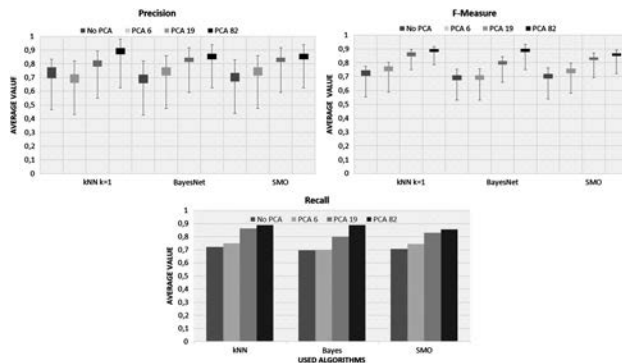 Precision
No PCA PCA 6 PCA 19 PCA 82
AVERAGE VALUE
1
0,9
0,8
0,7
0,6
0,5
0,4
0,3
0,2
0,1
0
kNN k=1 BayesNet SMO
F-Measure
No PCA PCA 6 PCA 19 PCA 82
AVERAGE VALUE
1
0,9
0,8
0,7
0,6
0,5
0,4
0,3
0,2
0,1
0
kNN k=1 BayesNet SMO
Recall
No PCA PCA 6 PCA 19 PCA 82
AVERAGE VALUE
1
0,9
0,8
0,7
0,6
0,5
0,4
0,3
0,2
0,1
0
kNN Bayes SMO
USED ALGORITHMS